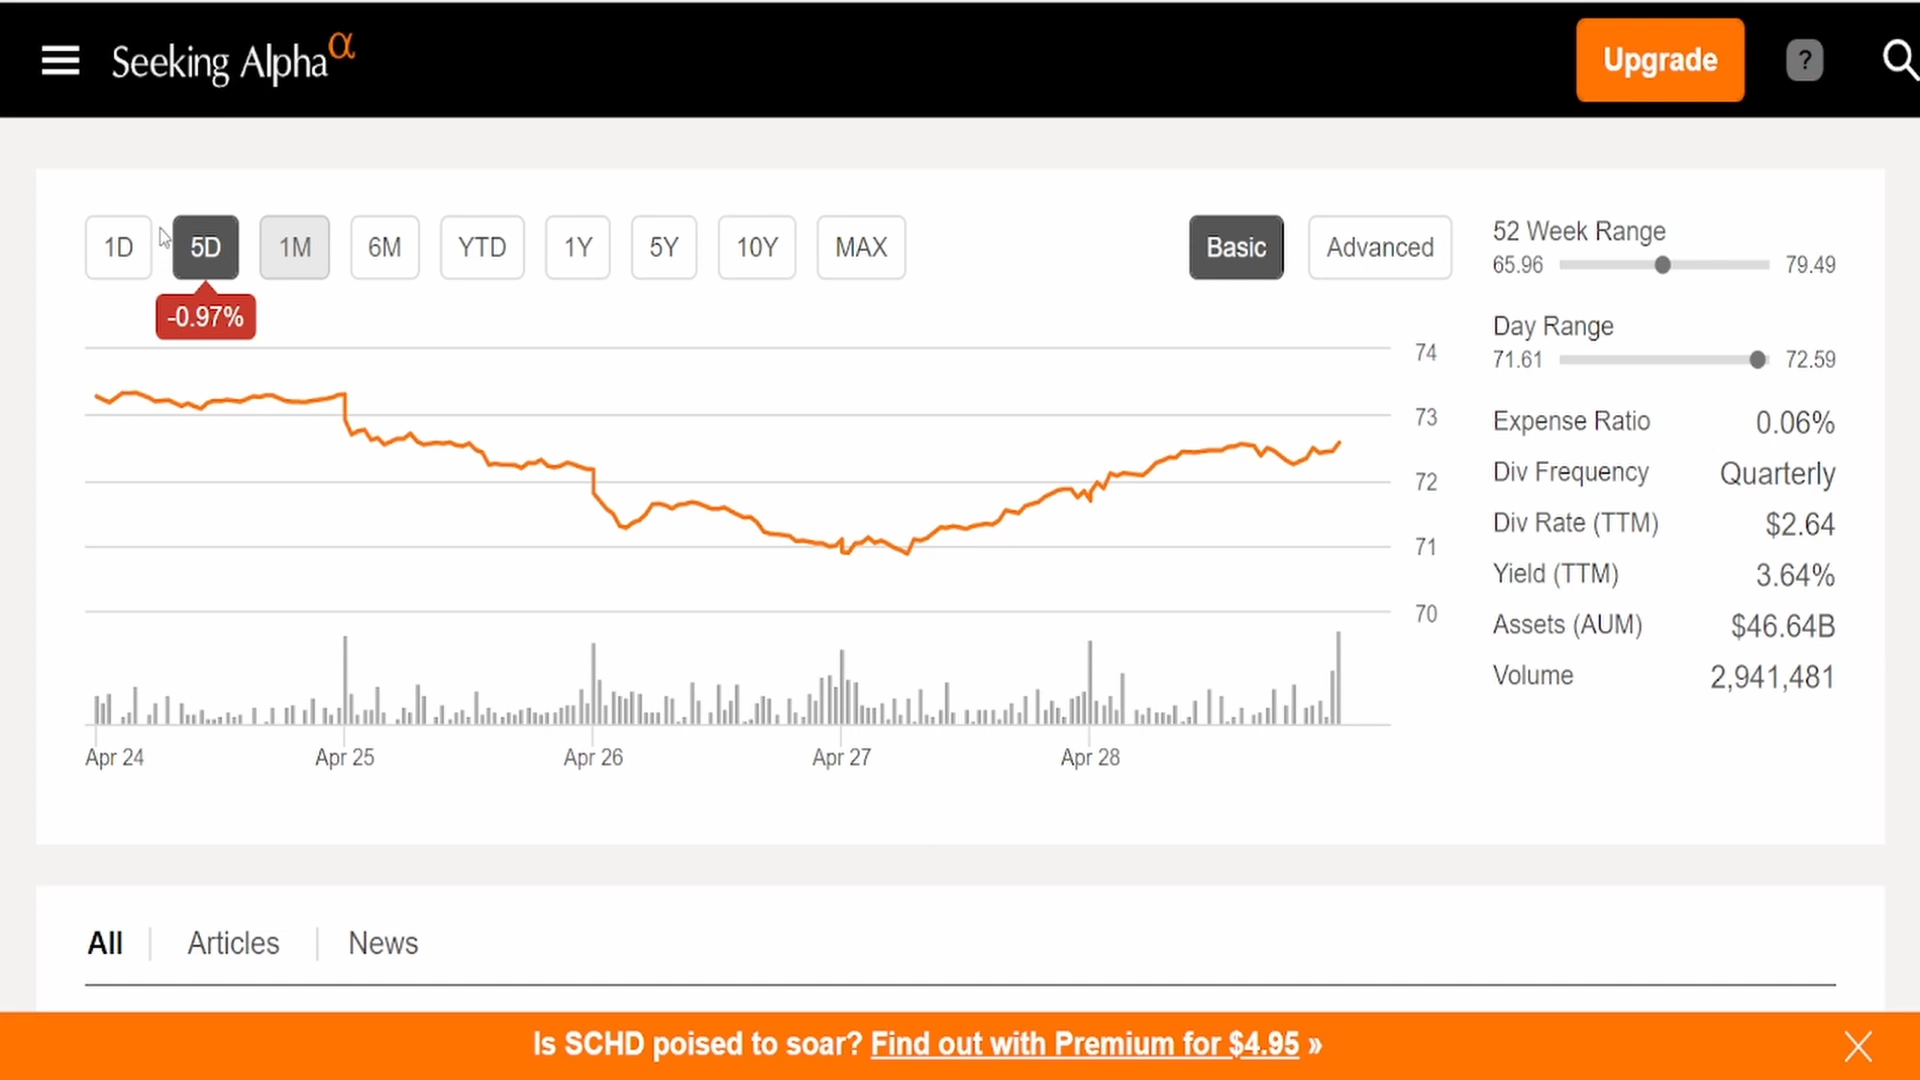 Seeking Alpha α
Upgrade
?
1D 5D 1M 6M YTD 1Y 5Y 10Y MAX
-0.97%
Basic Advanced
74
73
72
71
70
Apr 24 Apr 25 Apr 26 Apr 27 Apr 28
52 Week Range
65.96 79.49
Day Range
71.61 72.59
Expense Ratio 0.06%
Div Frequency Quarterly
Div Rate (TTM) $2.64
Yield (TTM) 3.64%
Assets (AUM) $46.64B
Volume 2,941,481
All Articles News
Is SCHD poised to soar? Find out with Premium for $4.95 »